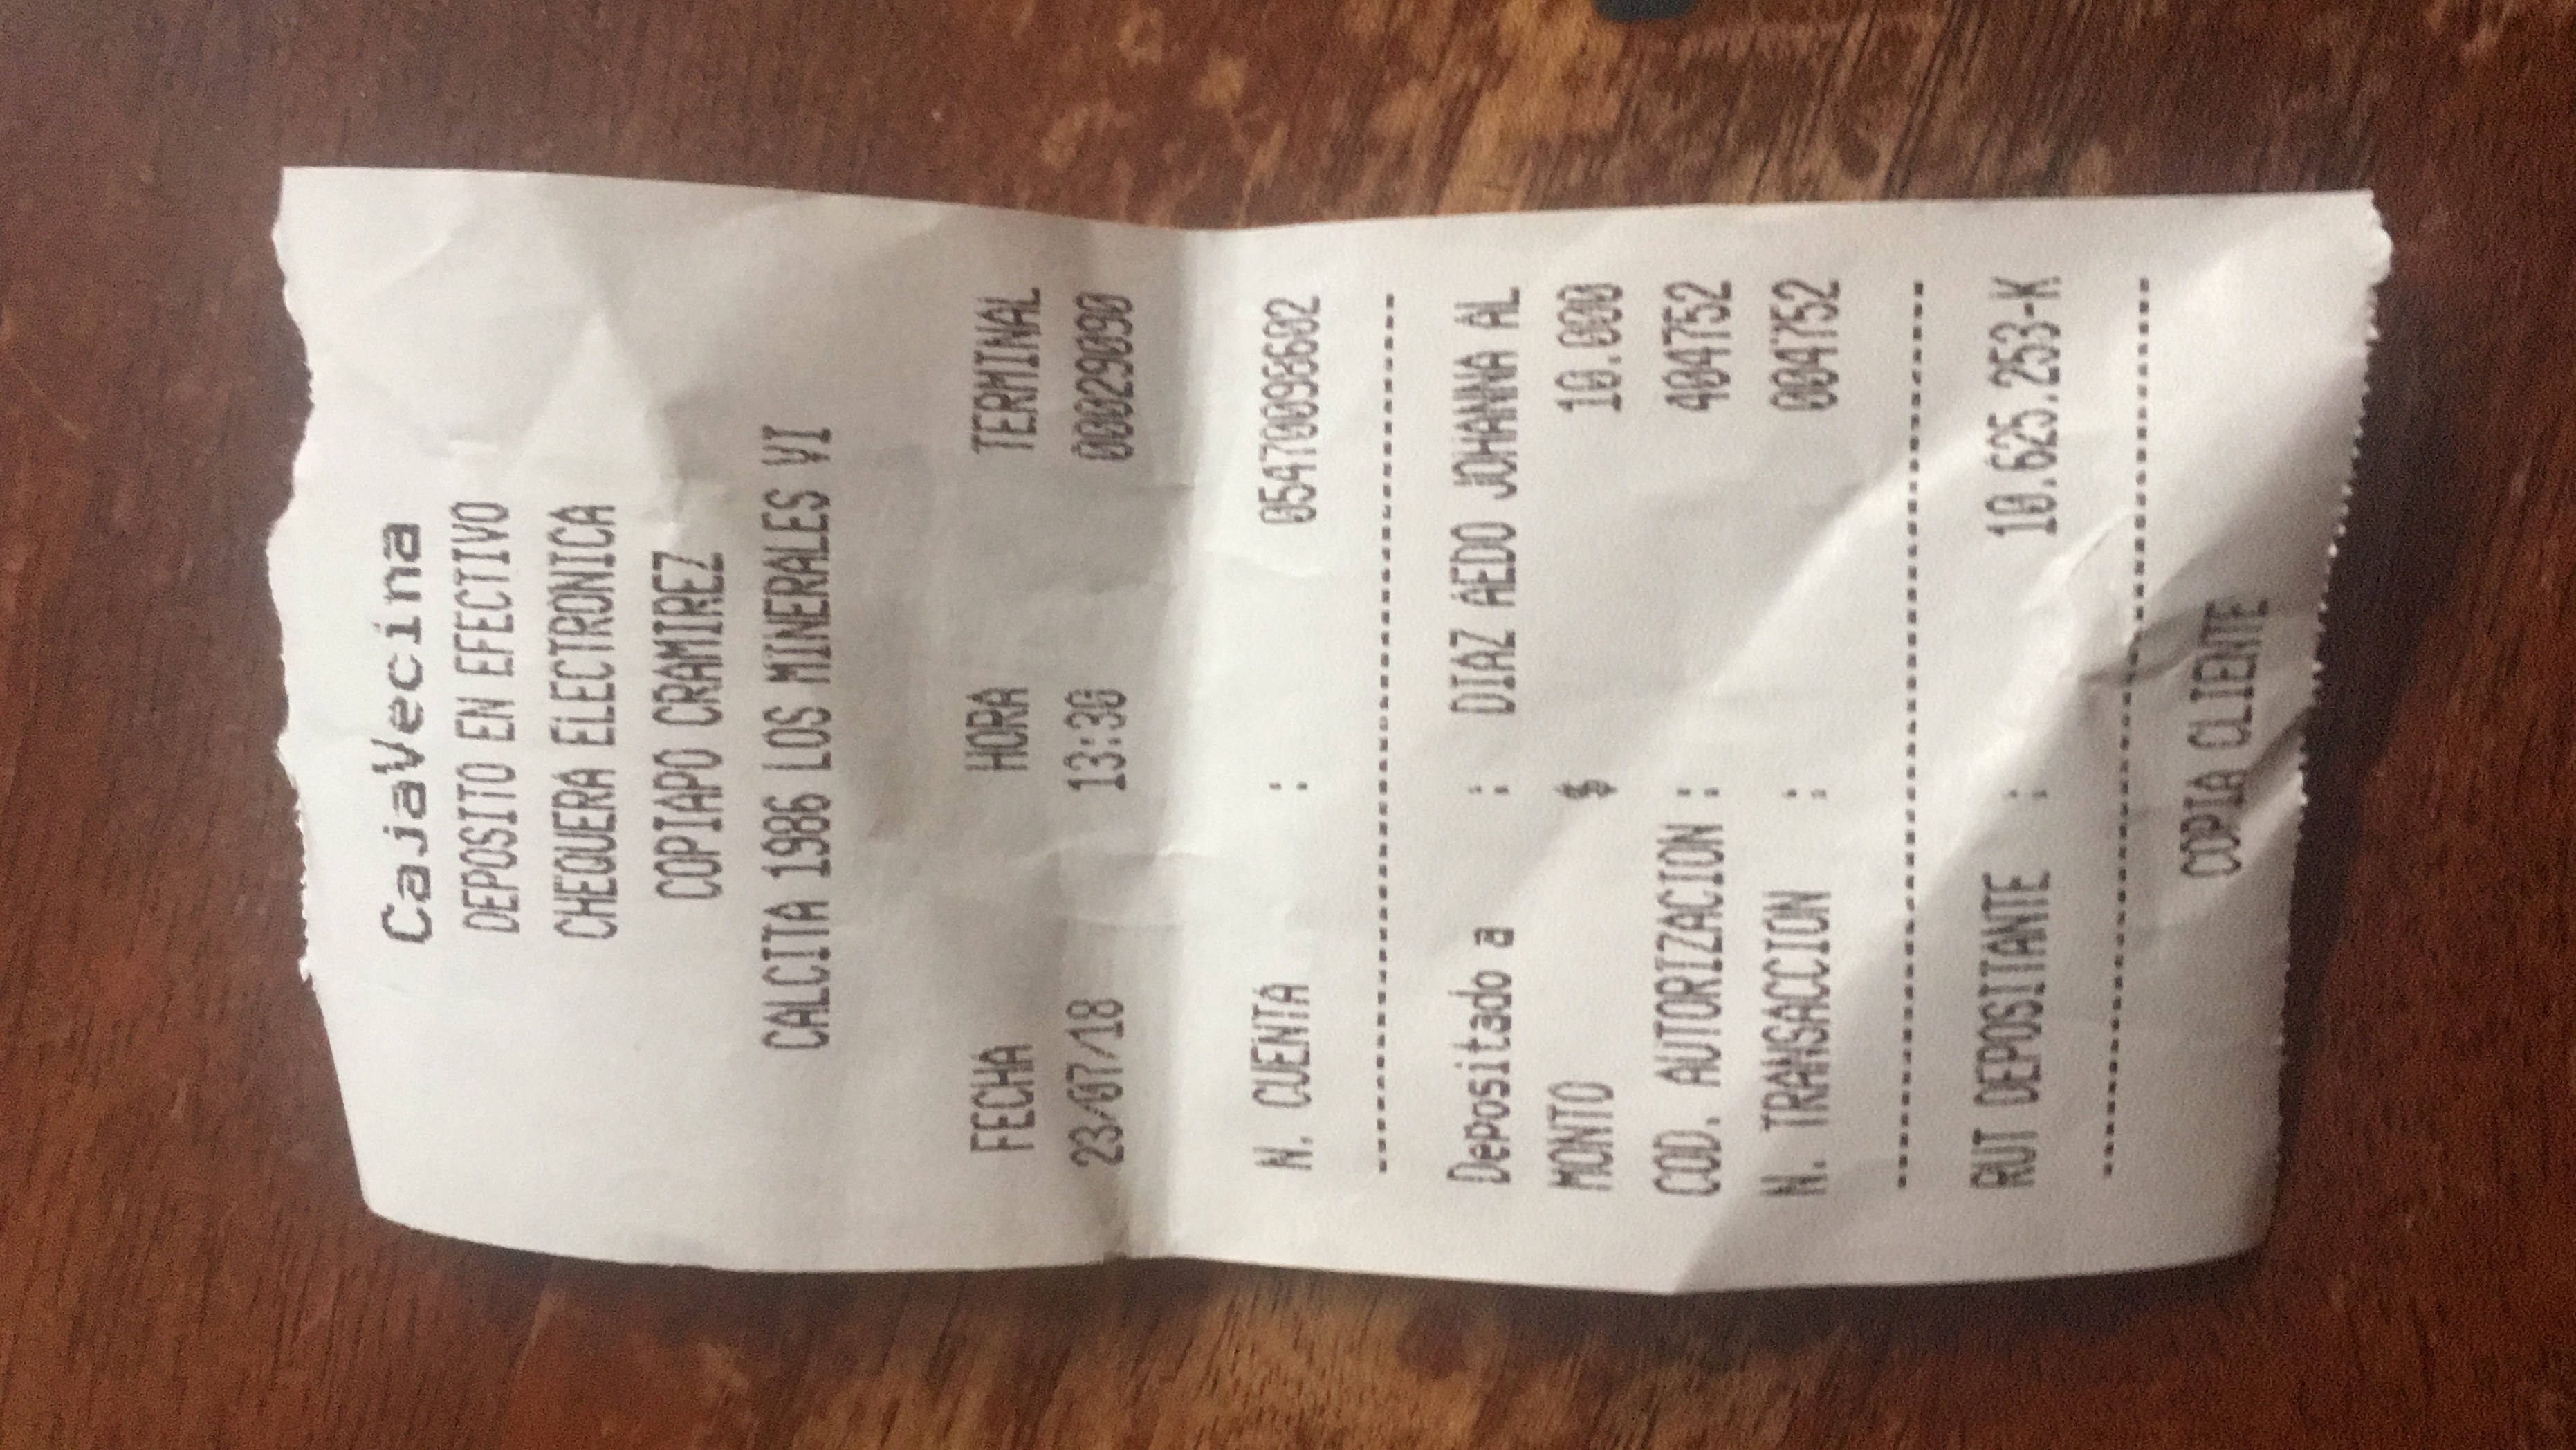 CajaVecina
DEPOSITO EN EFECTIVO
CHEQUERA ELECTRONICA
COPIAPO CRAMIREZ
CALCITA 1986 LOS MINERALES VI
FECHA HORA TERMINAL
23/07/18 13:30 00029090
N. CUENTA : 05470096602
--------------------------------
Depositado a : DIAZ AEDO JOHANNA AL
MONTO $ 10.000
COD. AUTORIZACION : 404752
N. TRANSACCION : 004752
--------------------------------
RUT DEPOSITANTE : 10.625.253-K
--------------------------------
COPIA CLIENTE